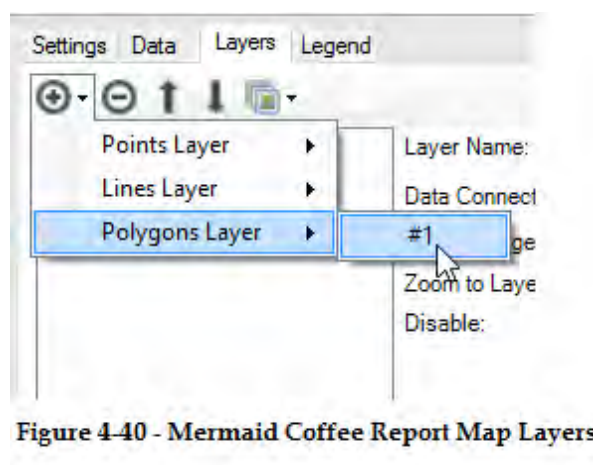 Settings Data Layers Legend
Points Layer Layer Name:
Lines Layer Data Connect
Polygons Layer #1 ge
Zoom to Laye
Disable:
Figure 4-40 - Mermaid Coffee Report Map Layers